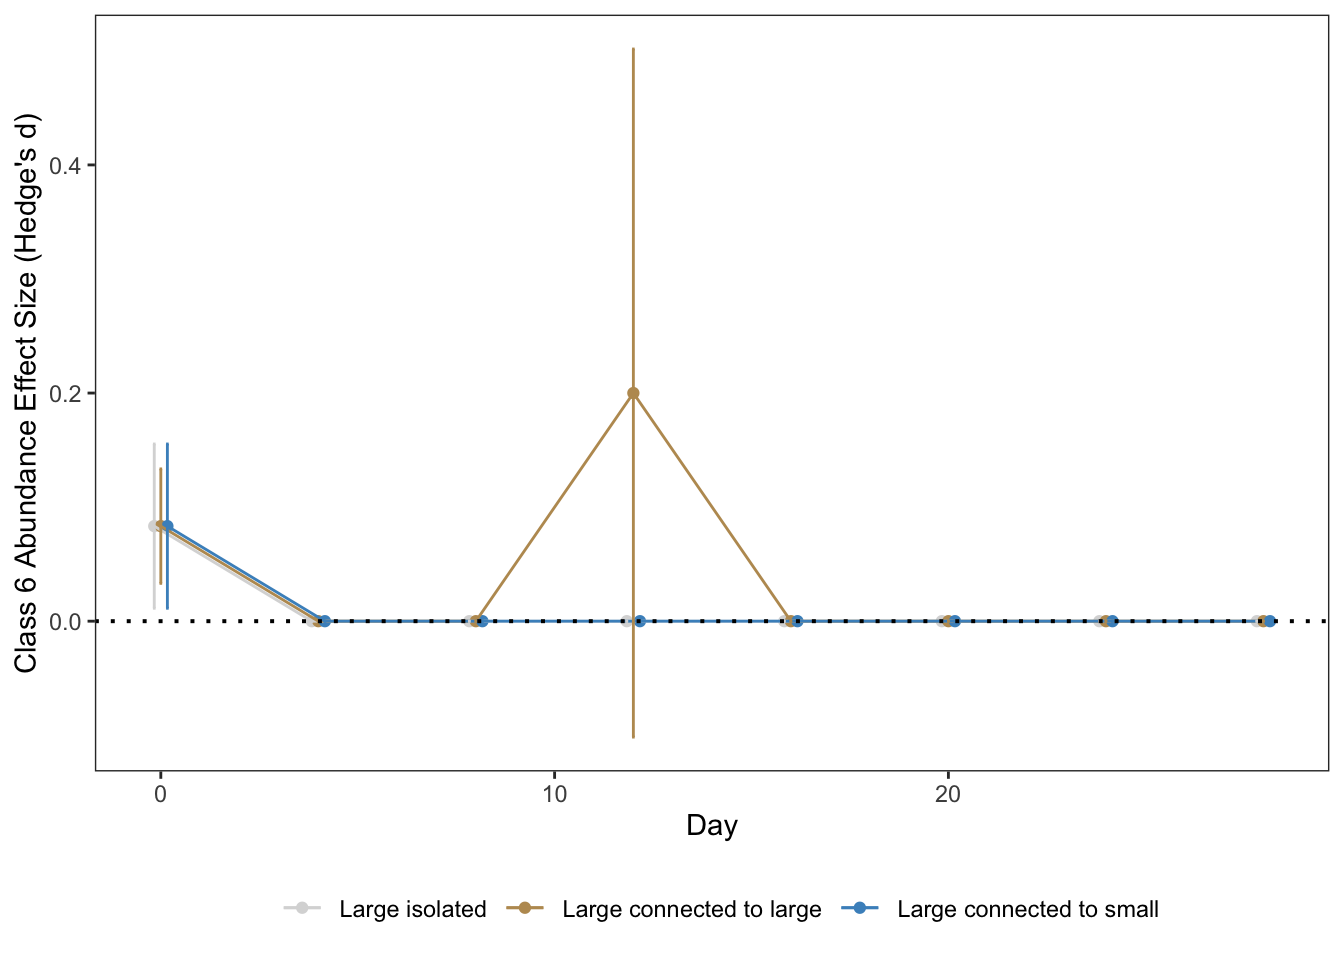 Class 6 Abundance Effect Size (Hedge's d)
0.4
0.2
0.0
0
10
20
Day
Large isolated
Large connected to large
Large connected to small